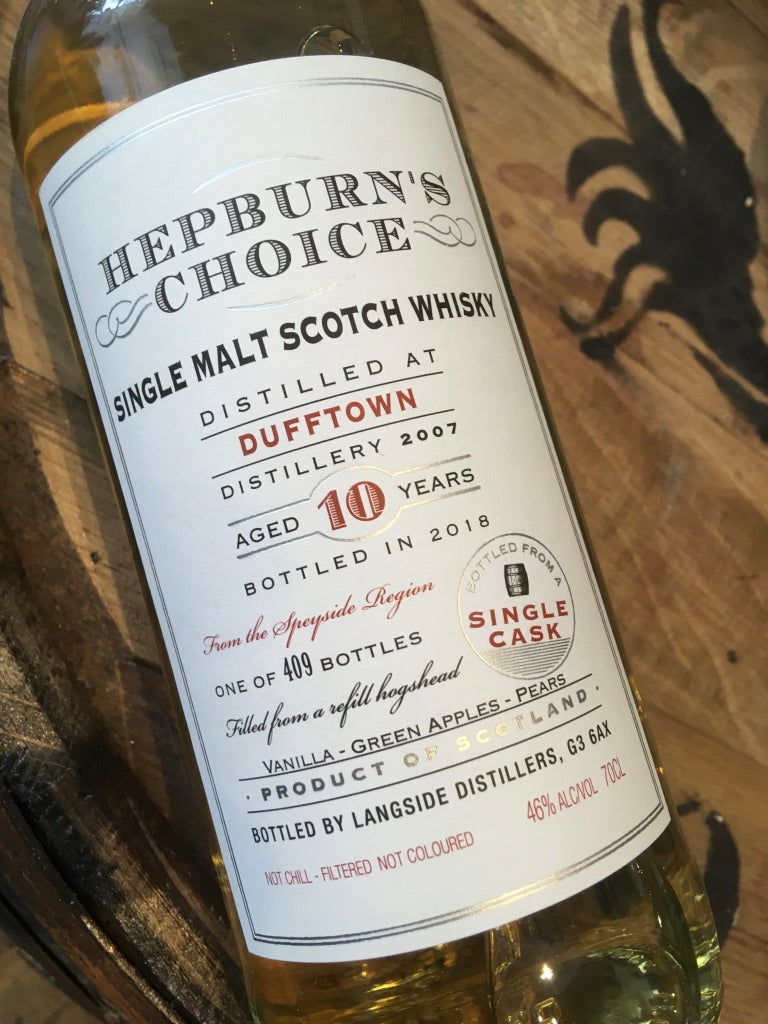 HEPBURN'S
CHOICE
SINGLE MALT SCOTCH WHISKY
DISTILLED AT
DUFFTOWN
DISTILLERY 2007
AGED 10 YEARS
BOTTLED IN 2018
BOTTLED FROM A
SINGLE
CASK
From the Speyside Region
ONE OF 409 BOTTLES
Filled from a refill hogshead
VANILLA - GREEN APPLES - PEARS
· PRODUCT OF SCOTLAND ·
BOTTLED BY LANGSIDE DISTILLERS, G3 6AX
46% ALC/VOL 70CL
NOT CHILL - FILTERED NOT COLOURED